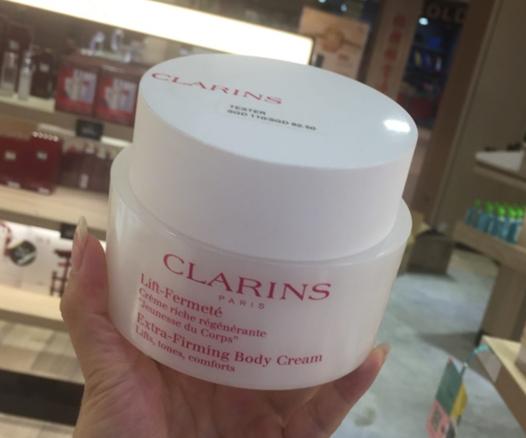 CLARINS
TESTER
CLARINS
PARIS
Lift-Fermeté
Crème riche régénérante
"Jeunesse du Corps"
Extra-Firming Body Cream
Lifts, tones, comforts